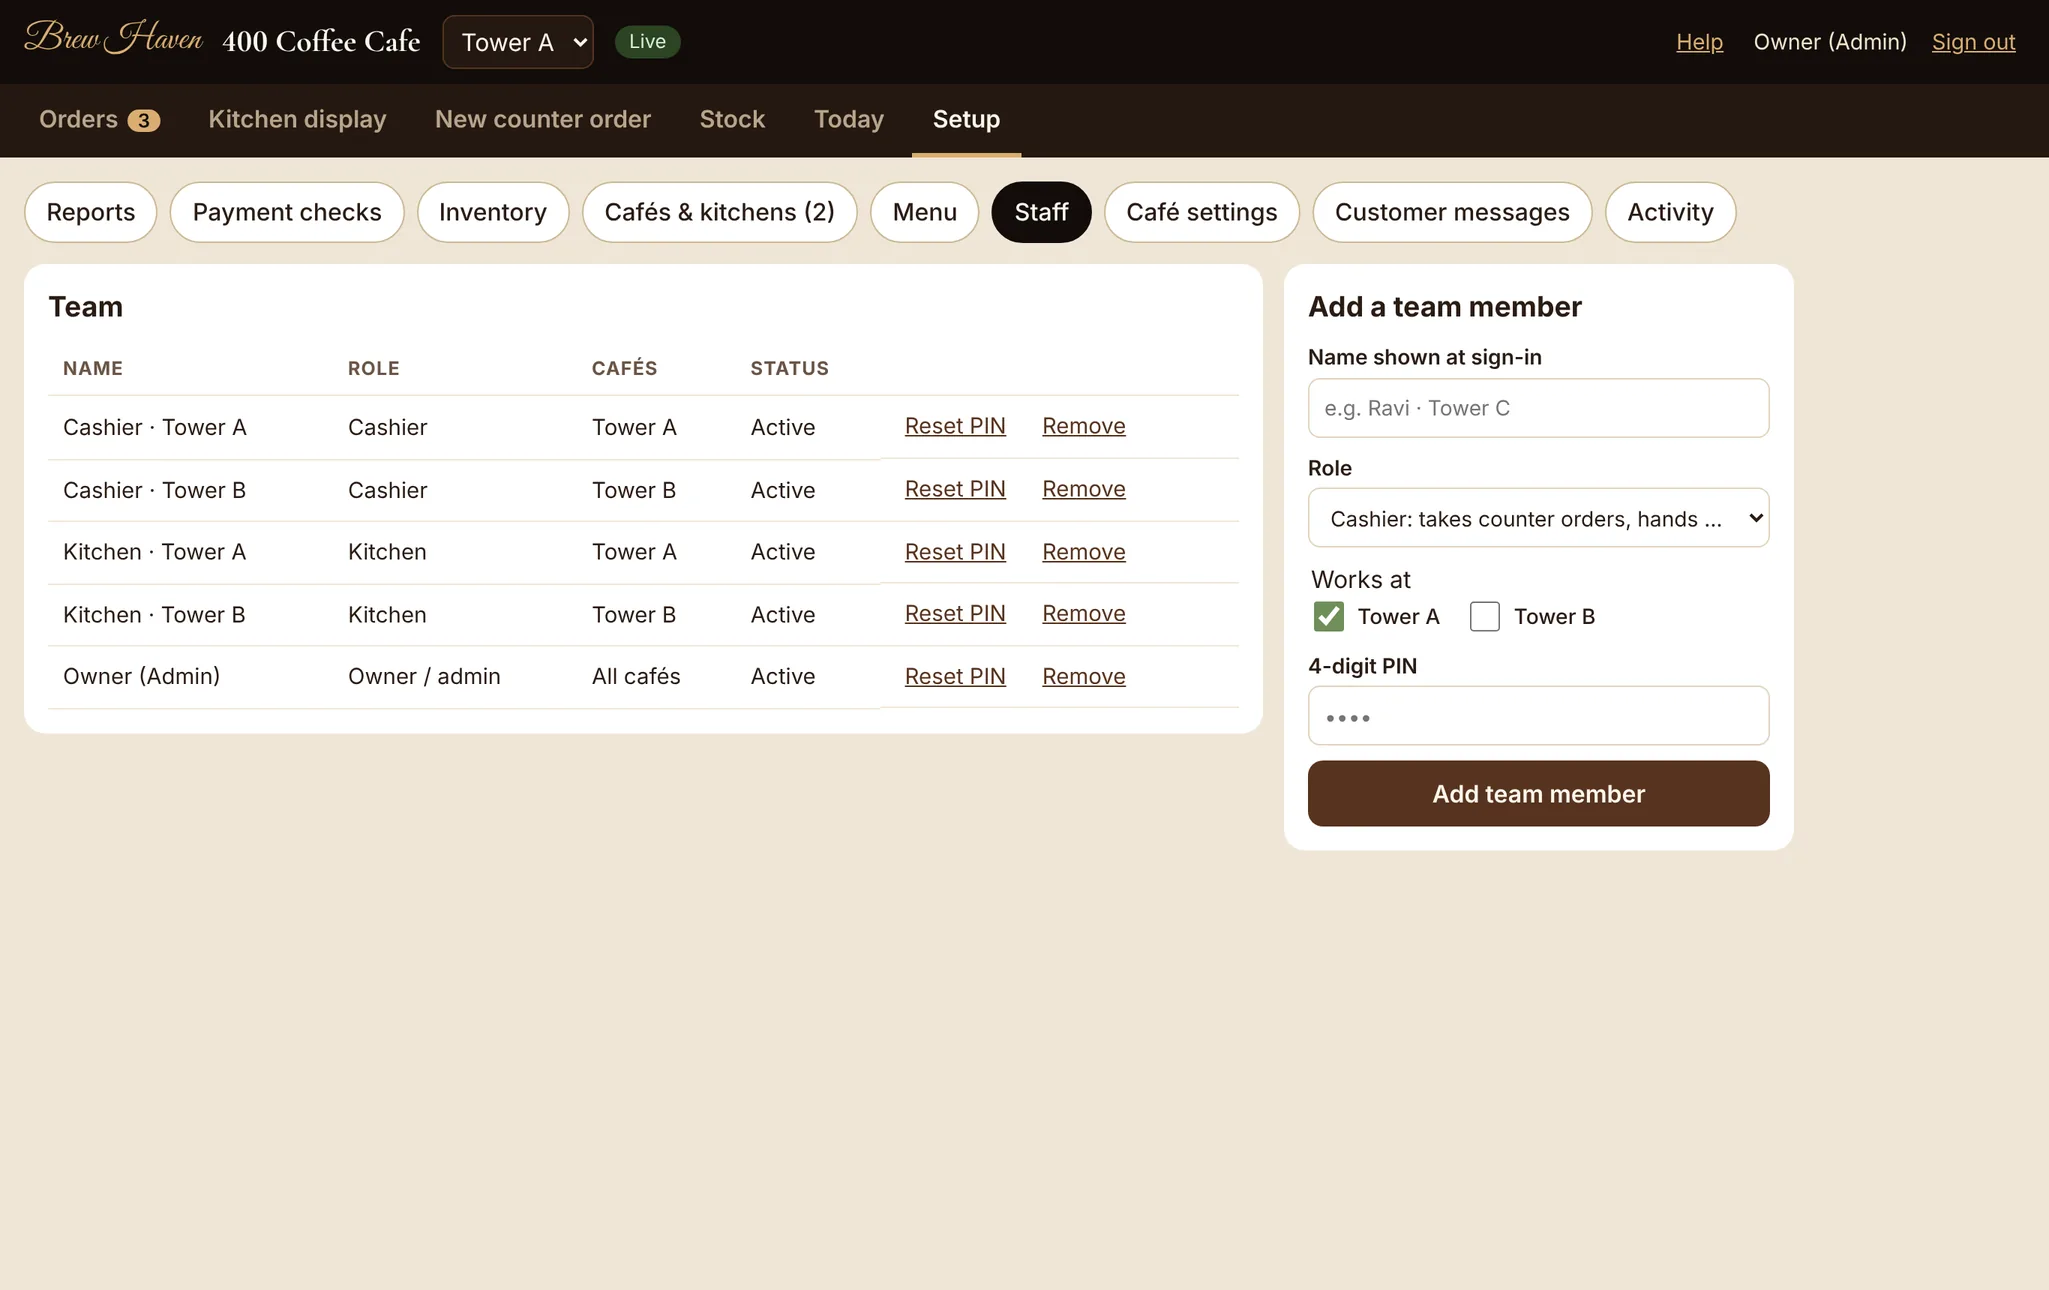 Brew Haven 400 Coffee Cafe Tower A Live Help Owner (Admin) Sign out
Orders 3 Kitchen display New counter order Stock Today Setup
Reports Payment checks Inventory Cafés & kitchens (2) Menu Staff Café settings Customer messages Activity
Team
NAME ROLE CAFÉS STATUS
Cashier · Tower A Cashier Tower A Active Reset PIN Remove
Cashier · Tower B Cashier Tower B Active Reset PIN Remove
Kitchen · Tower A Kitchen Tower A Active Reset PIN Remove
Kitchen · Tower B Kitchen Tower B Active Reset PIN Remove
Owner (Admin) Owner / admin All cafés Active Reset PIN Remove
Add a team member
Name shown at sign-in
e.g. Ravi · Tower C
Role
Cashier: takes counter orders, hands ...
Works at
Tower A Tower B
4-digit PIN
••••
Add team member